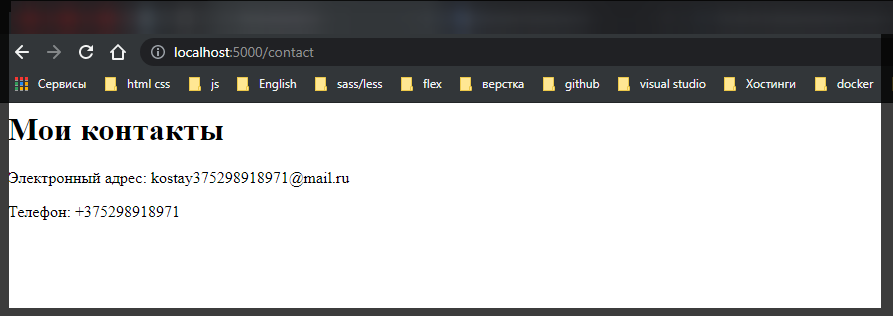 localhost:5000/contact
Сервисы html css js English sass/less flex верстка github visual studio Хостинги docker
Мои контакты
Электронный адрес: kostay375298918971@mail.ru
Телефон: +375298918971